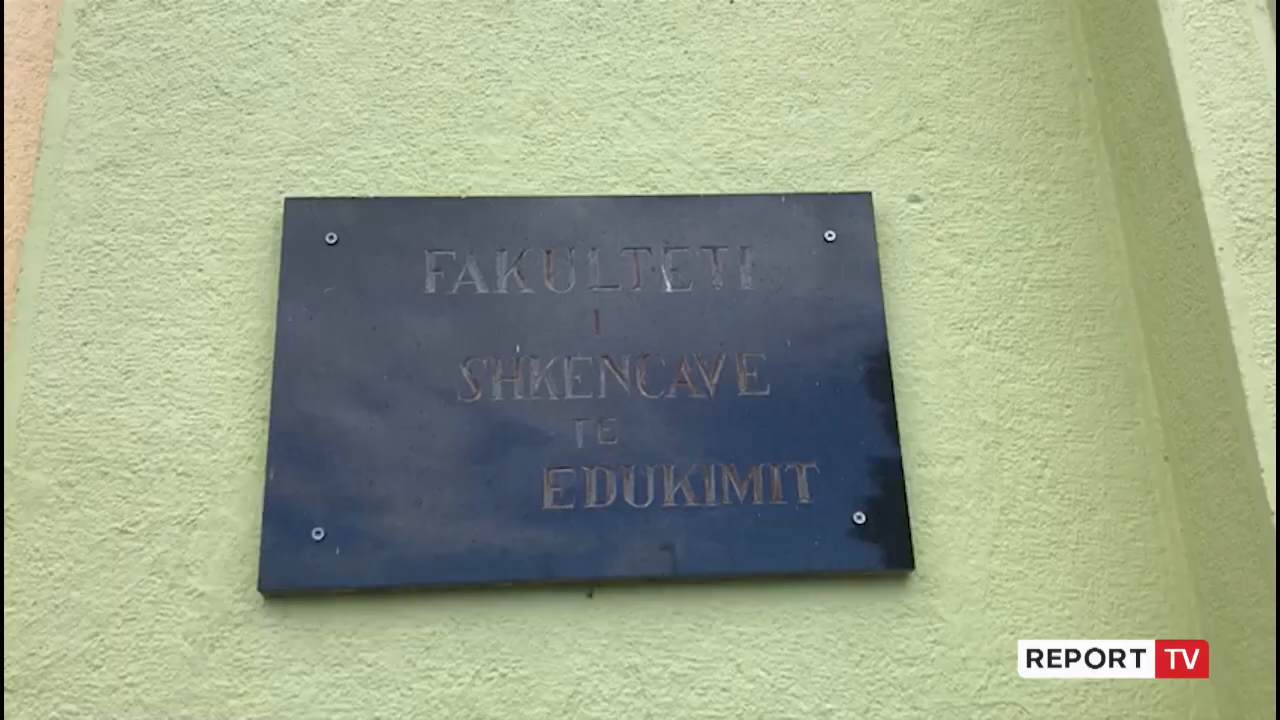 FAKULTETI
I
SHKENCAVE
TE
EDUKIMIT
REPORT TV